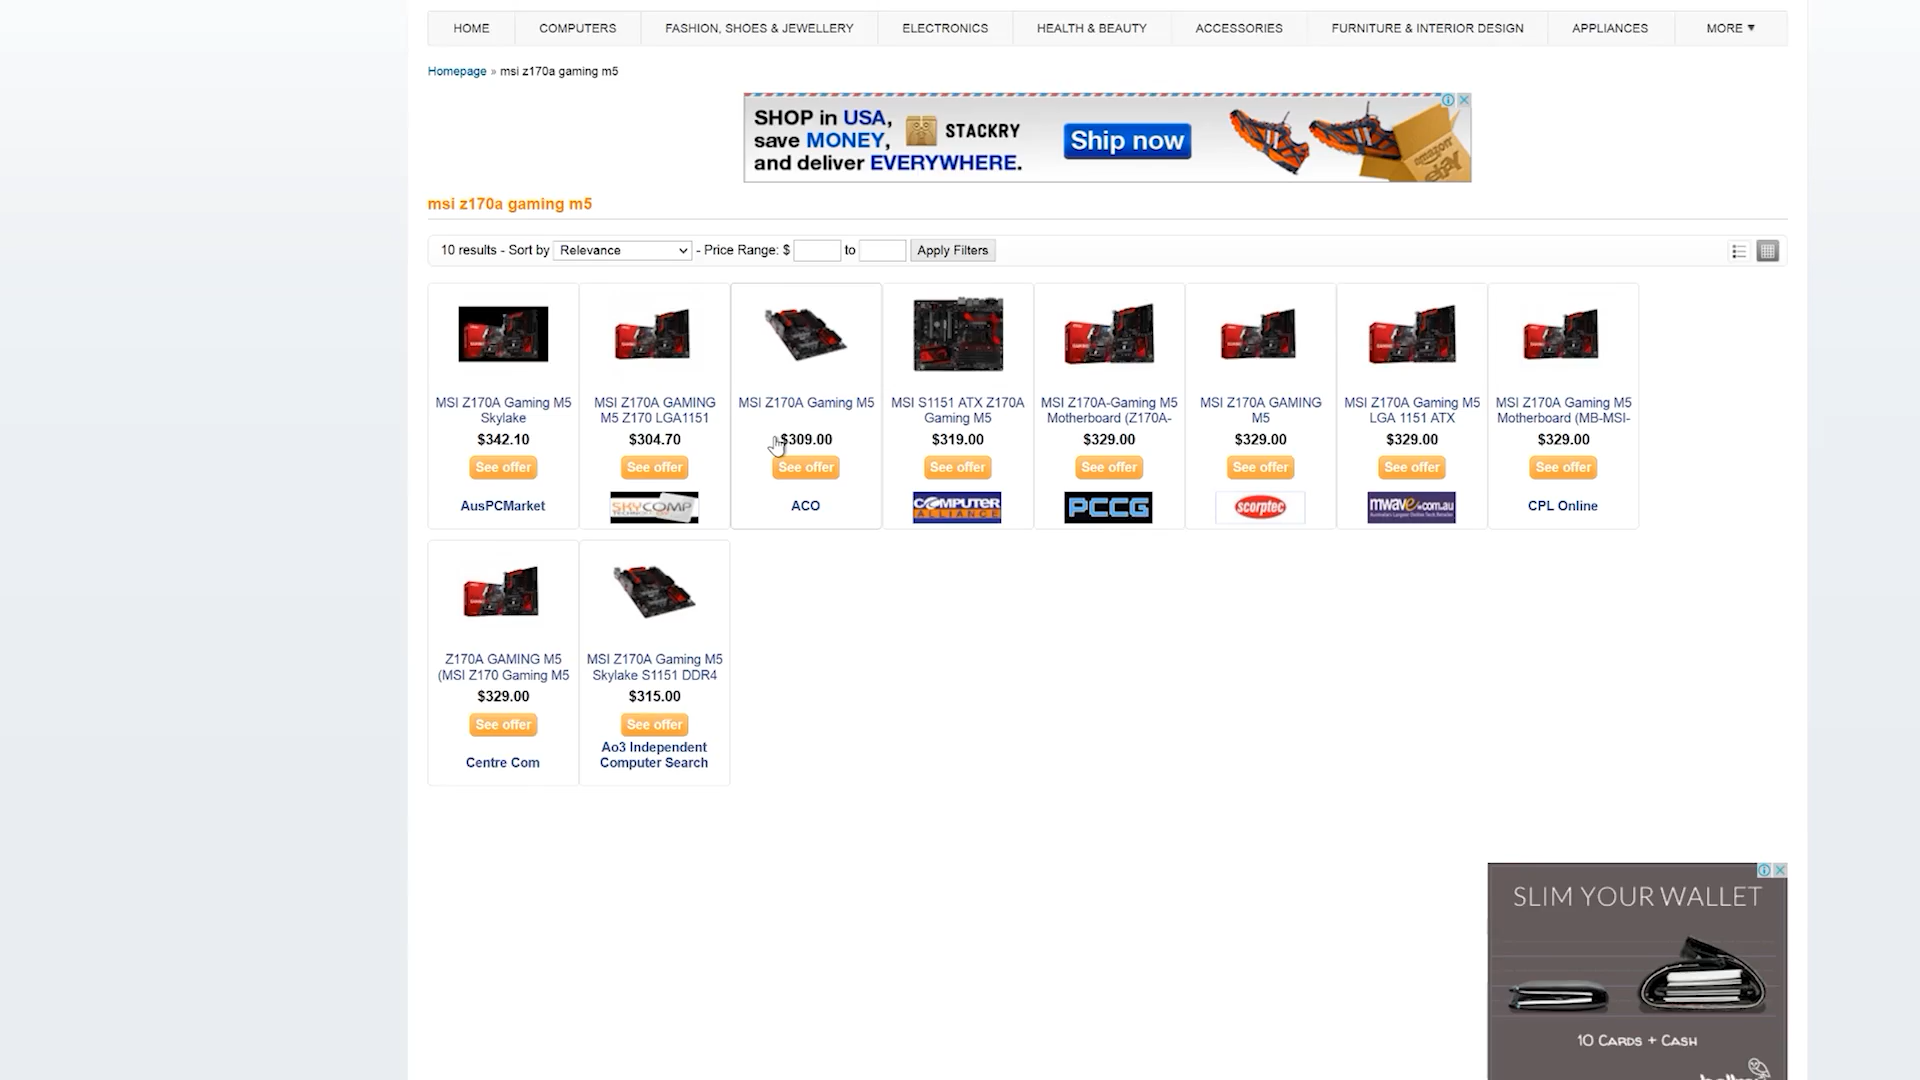 HOME COMPUTERS FASHION, SHOES & JEWELLERY ELECTRONICS HEALTH & BEAUTY ACCESSORIES FURNITURE & INTERIOR DESIGN APPLIANCES MORE ▼
Homepage » msi z170a gaming m5
SHOP in USA,
save MONEY,
and deliver EVERYWHERE.
STACKRY
Ship now
amazon
ebay
msi z170a gaming m5
10 results - Sort by Relevance - Price Range: $ to Apply Filters
MSI Z170A Gaming M5
Skylake
$342.10
See offer
AusPCMarket
MSI Z170A GAMING
M5 Z170 LGA1151
$304.70
See offer
SKYCOMP
MSI Z170A Gaming M5
$309.00
See offer
ACO
MSI S1151 ATX Z170A
Gaming M5
$319.00
See offer
COMPUTER
ALLIANCE
MSI Z170A-Gaming M5
Motherboard (Z170A-
$329.00
See offer
PCCG
MSI Z170A GAMING
M5
$329.00
See offer
scorptec
MSI Z170A Gaming M5
LGA 1151 ATX
$329.00
See offer
mwave.com.au
MSI Z170A Gaming M5
Motherboard (MB-MSI-
$329.00
See offer
CPL Online
Z170A GAMING M5
(MSI Z170 Gaming M5
$329.00
See offer
Centre Com
MSI Z170A Gaming M5
Skylake S1151 DDR4
$315.00
See offer
Ao3 Independent
Computer Search
SLIM YOUR WALLET
10 CARDS + CASH